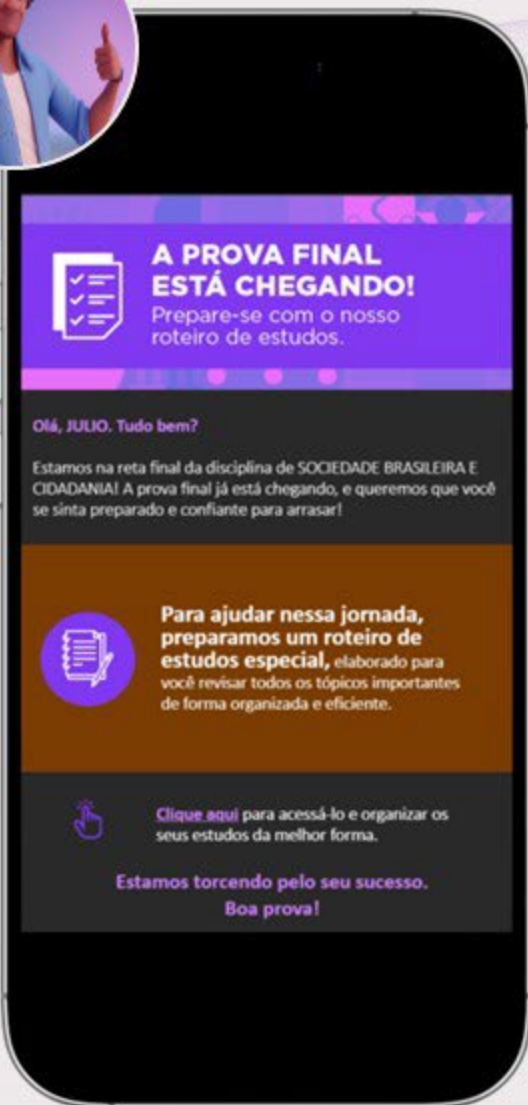 A PROVA FINAL
ESTÁ CHEGANDO!
Prepare-se com o nosso
roteiro de estudos.
Olá, JULIO. Tudo bem?
Estamos na reta final da disciplina de SOCIEDADE BRASILEIRA E
CIDADANIA! A prova final já está chegando, e queremos que você
se sinta preparado e confiante para arrasar!
Para ajudar nessa jornada,
preparamos um roteiro de
estudos especial, elaborado para
você revisar todos os tópicos importantes
de forma organizada e eficiente.
Clique aqui para acessá-lo e organizar os
seus estudos da melhor forma.
Estamos torcendo pelo seu sucesso.
Boa prova!